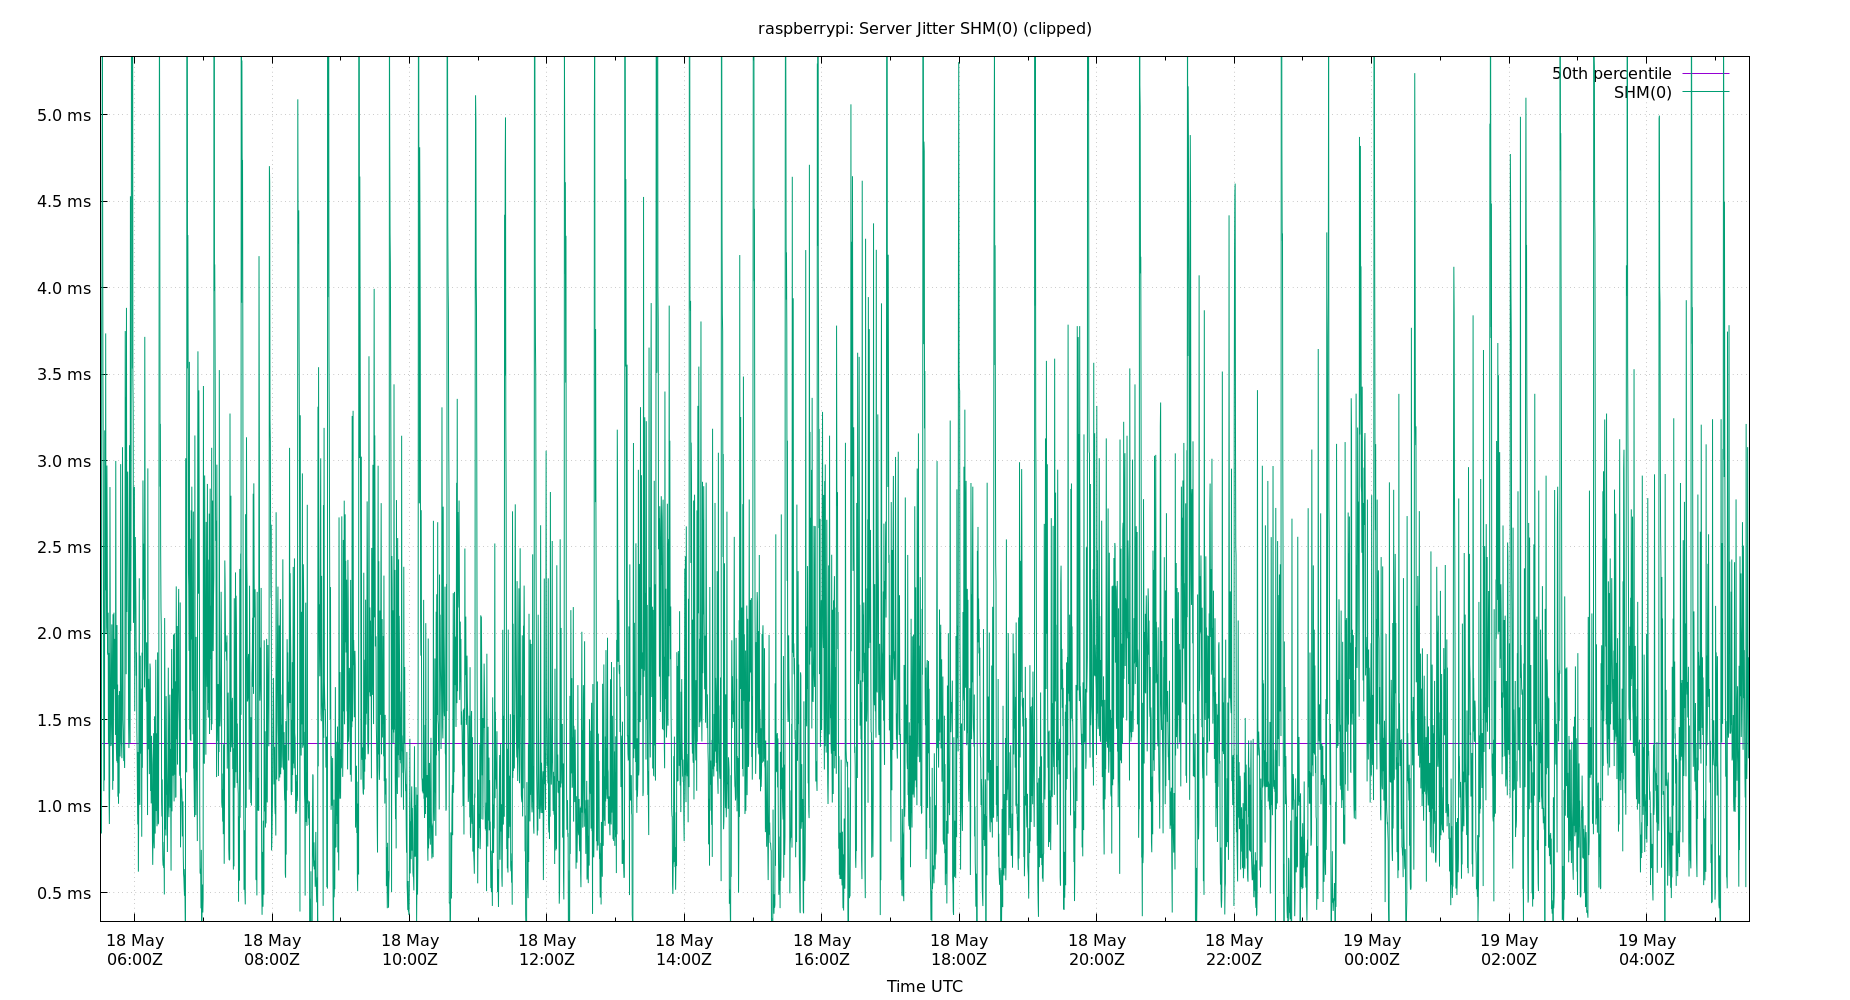 raspberrypi: Server Jitter SHM(0) (clipped)
50th percentile
SHM(0)
5.0 ms
4.5 ms
4.0 ms
3.5 ms
3.0 ms
2.5 ms
2.0 ms
1.5 ms
1.0 ms
0.5 ms
18 May 18 May 18 May 18 May 18 May 18 May 18 May 18 May 18 May 19 May 19 May 19 May
06:00Z 08:00Z 10:00Z 12:00Z 14:00Z 16:00Z 18:00Z 20:00Z 22:00Z 00:00Z 02:00Z 04:00Z
Time UTC